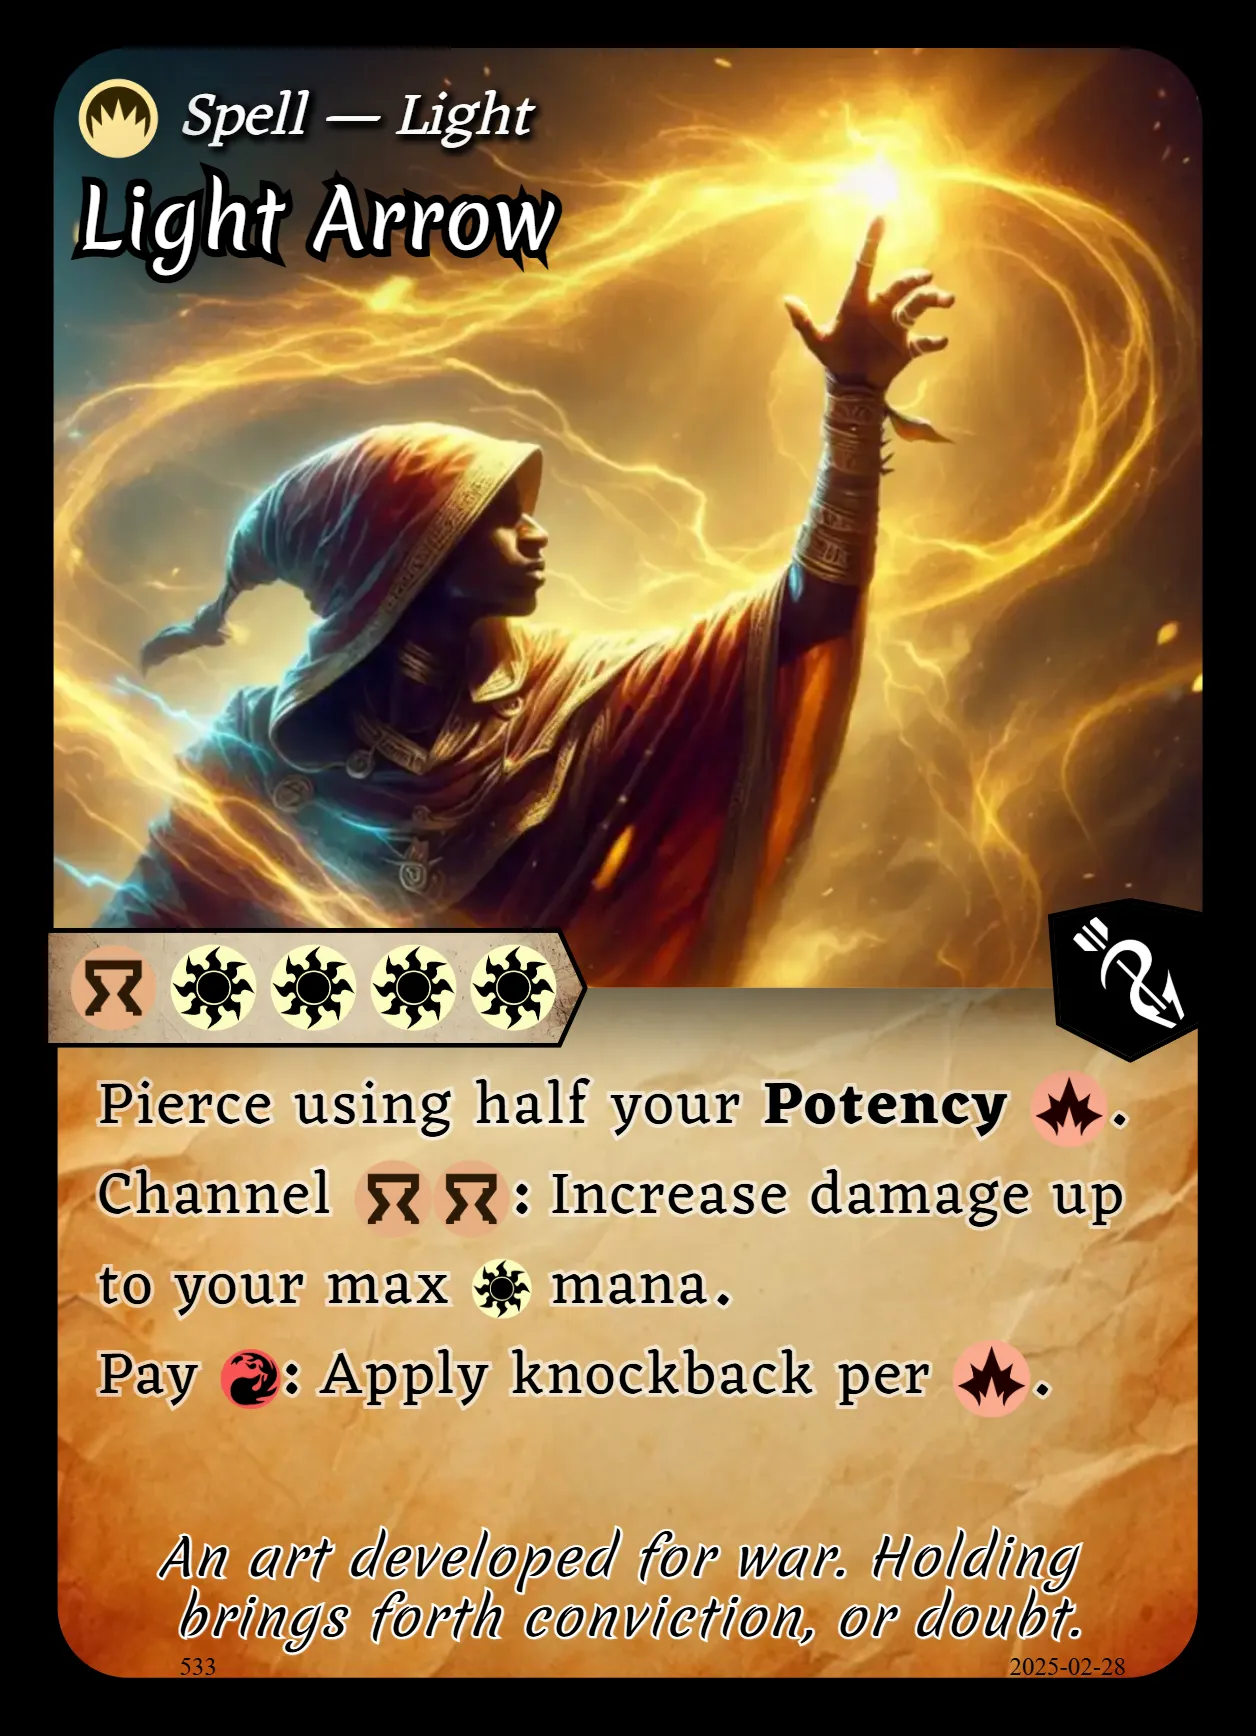 Spell — Light
Light Arrow
Pierce using half your Potency .
Channel : Increase damage up
to your max mana.
Pay : Apply knockback per .
An art developed for war. Holding
brings forth conviction, or doubt.
533
2025-02-28